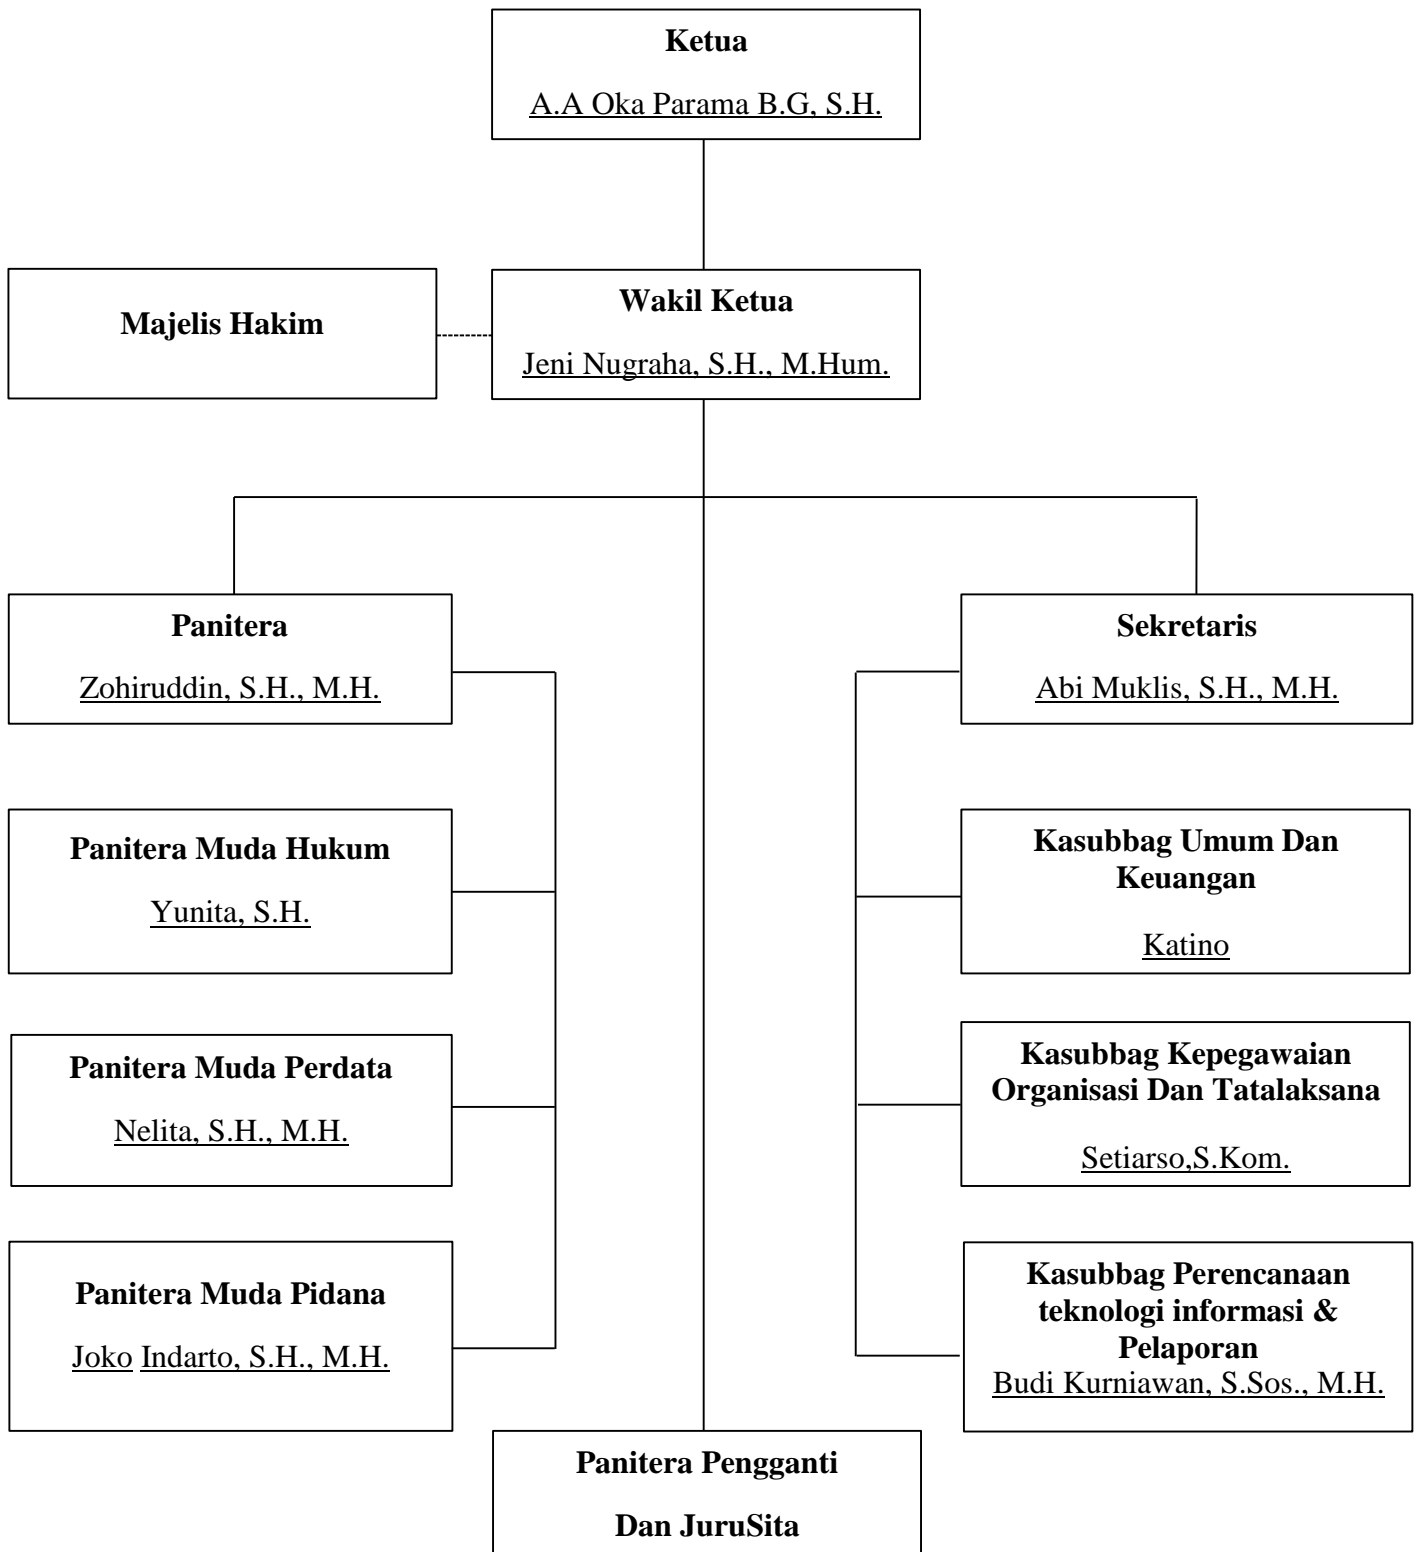 Ketua
A.A Oka Parama B.G, S.H.
Majelis Hakim
Wakil Ketua
Jeni Nugraha, S.H., M.Hum.
Panitera
Zohiruddin, S.H., M.H.
Sekretaris
Abi Muklis, S.H., M.H.
Panitera Muda Hukum
Yunita, S.H.
Kasubbag Umum Dan
Keuangan
Katino
Panitera Muda Perdata
Nelita, S.H., M.H.
Kasubbag Kepegawaian
Organisasi Dan Tatalaksana
Setiarso,S.Kom.
Panitera Muda Pidana
Joko Indarto, S.H., M.H.
Kasubbag Perencanaan
teknologi informasi &
Pelaporan
Budi Kurniawan, S.Sos., M.H.
Panitera Pengganti
Dan JuruSita